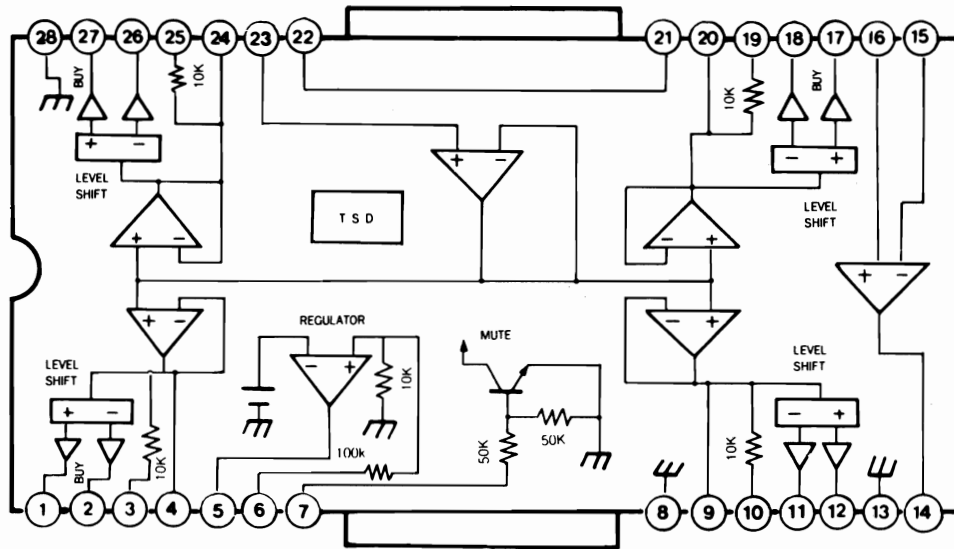 28 27 26 25 24 23 22 21 20 19 18 17 16 15
BUY
10K
10K
BUY
+ -
- +
LEVEL
SHIFT
LEVEL
SHIFT
+ -
T S D
+ -
- +
+ -
+ -
- +
REGULATOR
MUTE
LEVEL
SHIFT
- +
10K
LEVEL
SHIFT
+ -
- +
BUY
10K
100k
50K
50K
10K
1 2 3 4 5 6 7 8 9 10 11 12 13 14